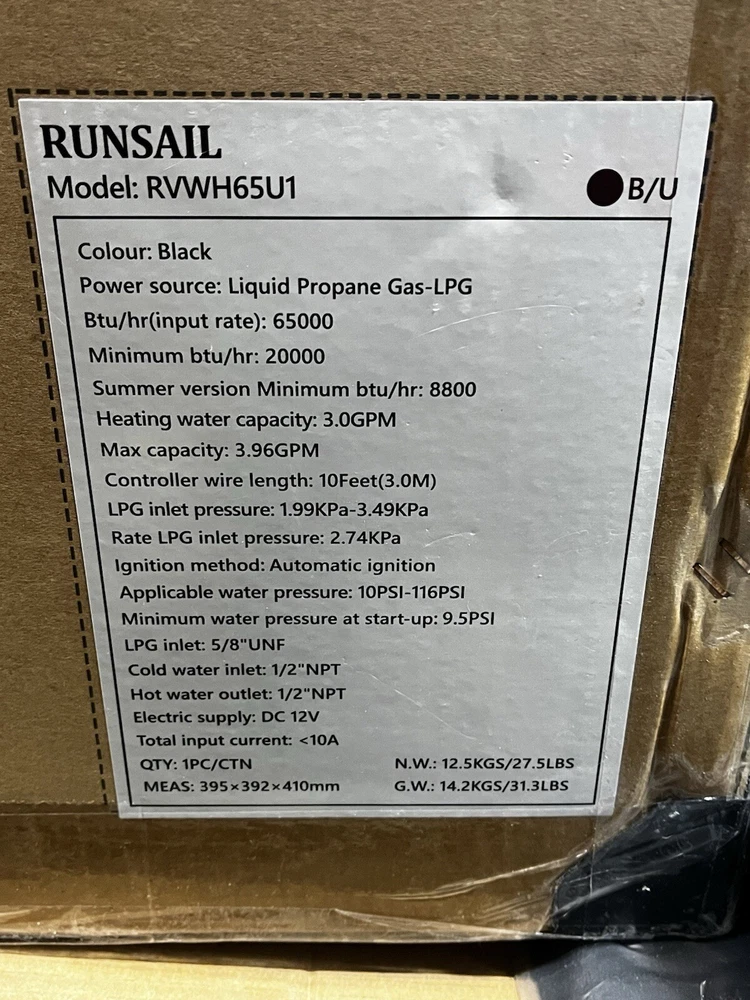 RUNSAIL
Model: RVWH65U1
B/U
Colour: Black
Power source: Liquid Propane Gas-LPG
Btu/hr(input rate): 65000
Minimum btu/hr: 20000
Summer version Minimum btu/hr: 8800
Heating water capacity: 3.0GPM
Max capacity: 3.96GPM
Controller wire length: 10Feet(3.0M)
LPG inlet pressure: 1.99KPa-3.49KPa
Rate LPG inlet pressure: 2.74KPa
Ignition method: Automatic ignition
Applicable water pressure: 10PSI-116PSI
Minimum water pressure at start-up: 9.5PSI
LPG inlet: 5/8"UNF
Cold water inlet: 1/2"NPT
Hot water outlet: 1/2"NPT
Electric supply: DC 12V
Total input current: <10A
QTY: 1PC/CTN N.W.: 12.5KGS/27.5LBS
MEAS: 395×392×410mm G.W.: 14.2KGS/31.3LBS